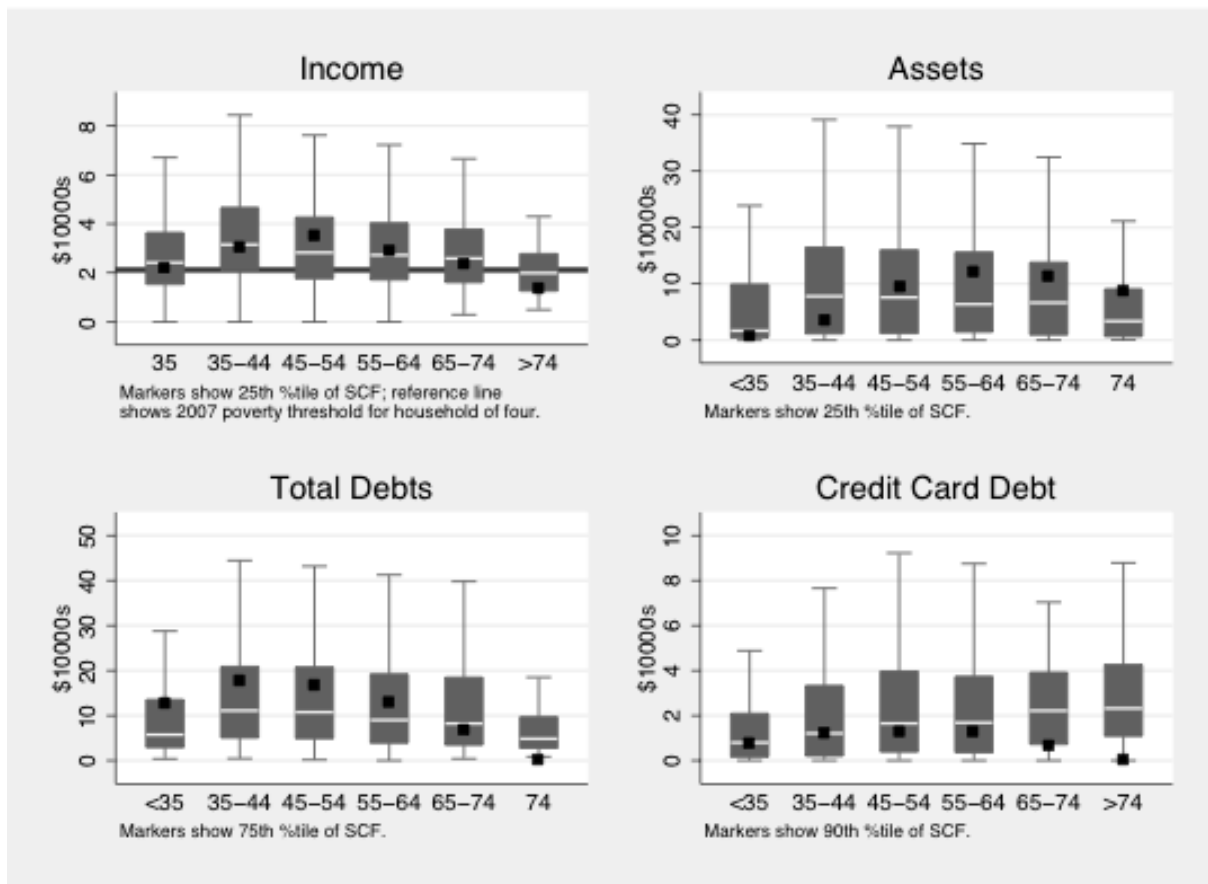 Income
$10000s
8
6
4
2
0
35 35–44 45–54 55–64 65–74 >74
Markers show 25th %tile of SCF; reference line
shows 2007 poverty threshold for household of four.
Assets
$10000s
40
30
20
10
0
<35 35–44 45–54 55–64 65–74 74
Markers show 25th %tile of SCF.
Total Debts
$10000s
50
40
30
20
10
0
<35 35–44 45–54 55–64 65–74 74
Markers show 75th %tile of SCF.
Credit Card Debt
$10000s
10
8
6
4
2
0
<35 35–44 45–54 55–64 65–74 >74
Markers show 90th %tile of SCF.